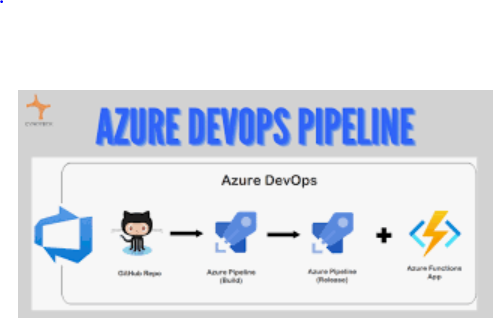 AZURE DEVOPS PIPELINE
Azure DevOps
GitHub Repo
Azure Pipeline
(Build)
Azure Pipeline
(Release)
Azure Functions
App